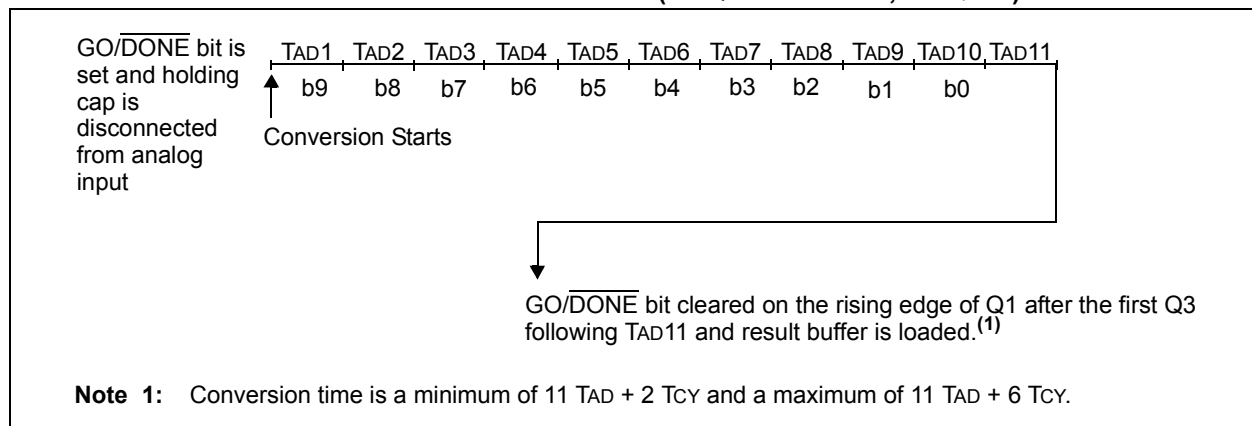 GO/DONE bit is
set and holding
cap is
disconnected
from analog
input
TAD1 TAD2 TAD3 TAD4 TAD5 TAD6 TAD7 TAD8 TAD9 TAD10 TAD11
b9 b8 b7 b6 b5 b4 b3 b2 b1 b0
Conversion Starts
GO/DONE bit cleared on the rising edge of Q1 after the first Q3
following TAD11 and result buffer is loaded.(1)
Note 1: Conversion time is a minimum of 11 TAD + 2 TCY and a maximum of 11 TAD + 6 TCY.